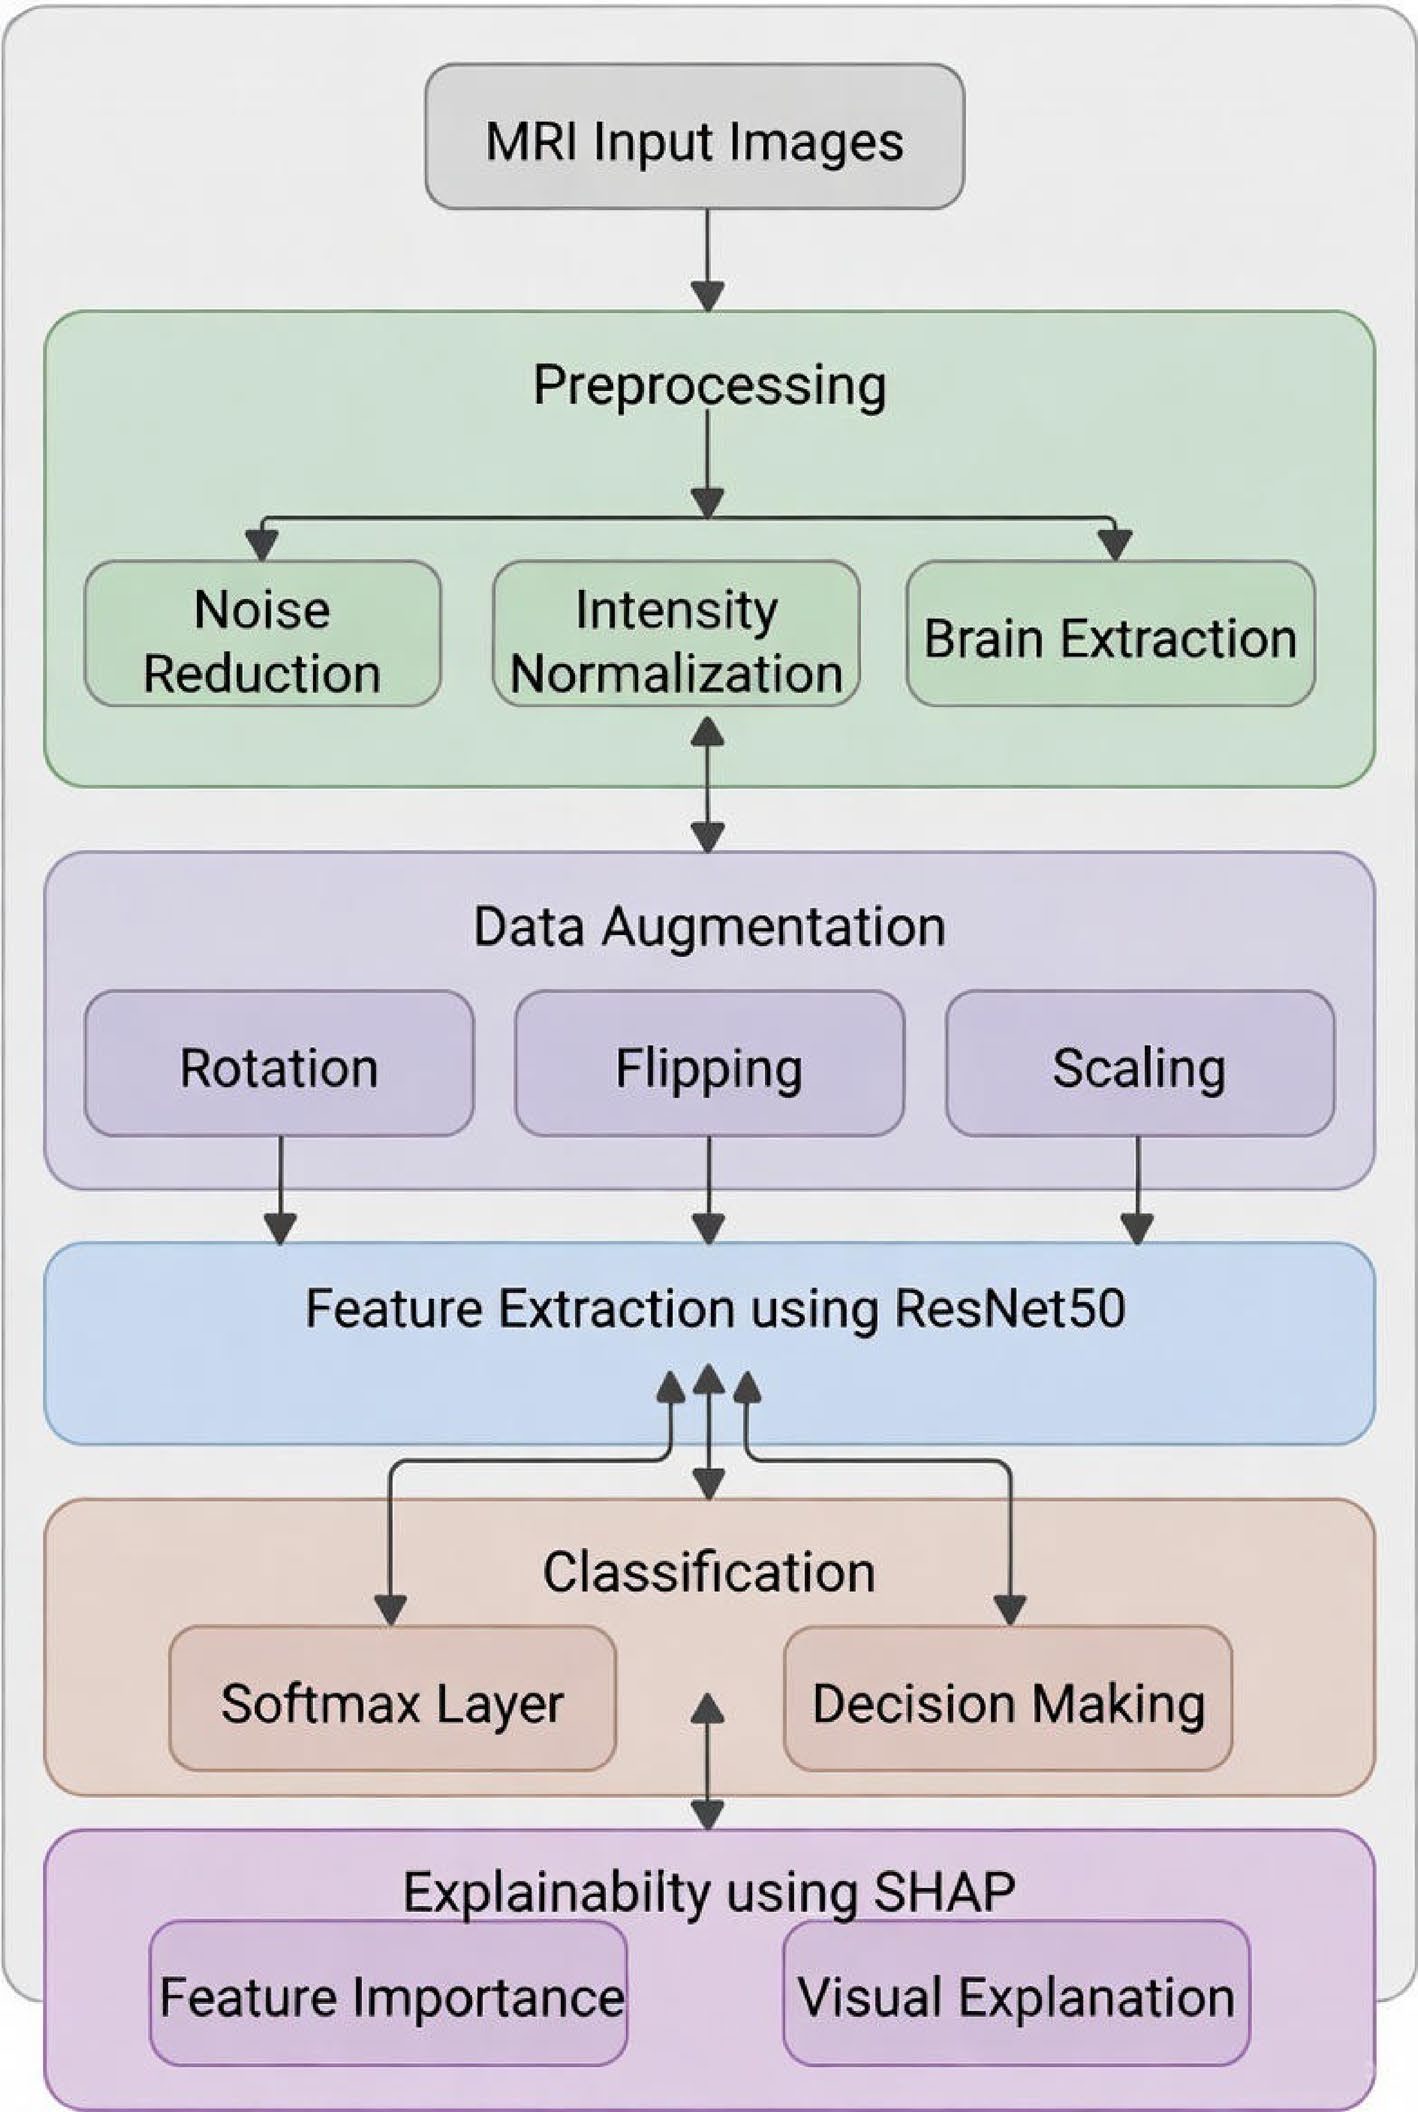 MRI Input Images
Preprocessing
Noise
Reduction
Intensity
Normalization
Brain Extraction
Data Augmentation
Rotation
Flipping
Scaling
Feature Extraction using ResNet50
Classification
Softmax Layer
Decision Making
Explainabilty using SHAP
Feature Importance
Visual Explanation